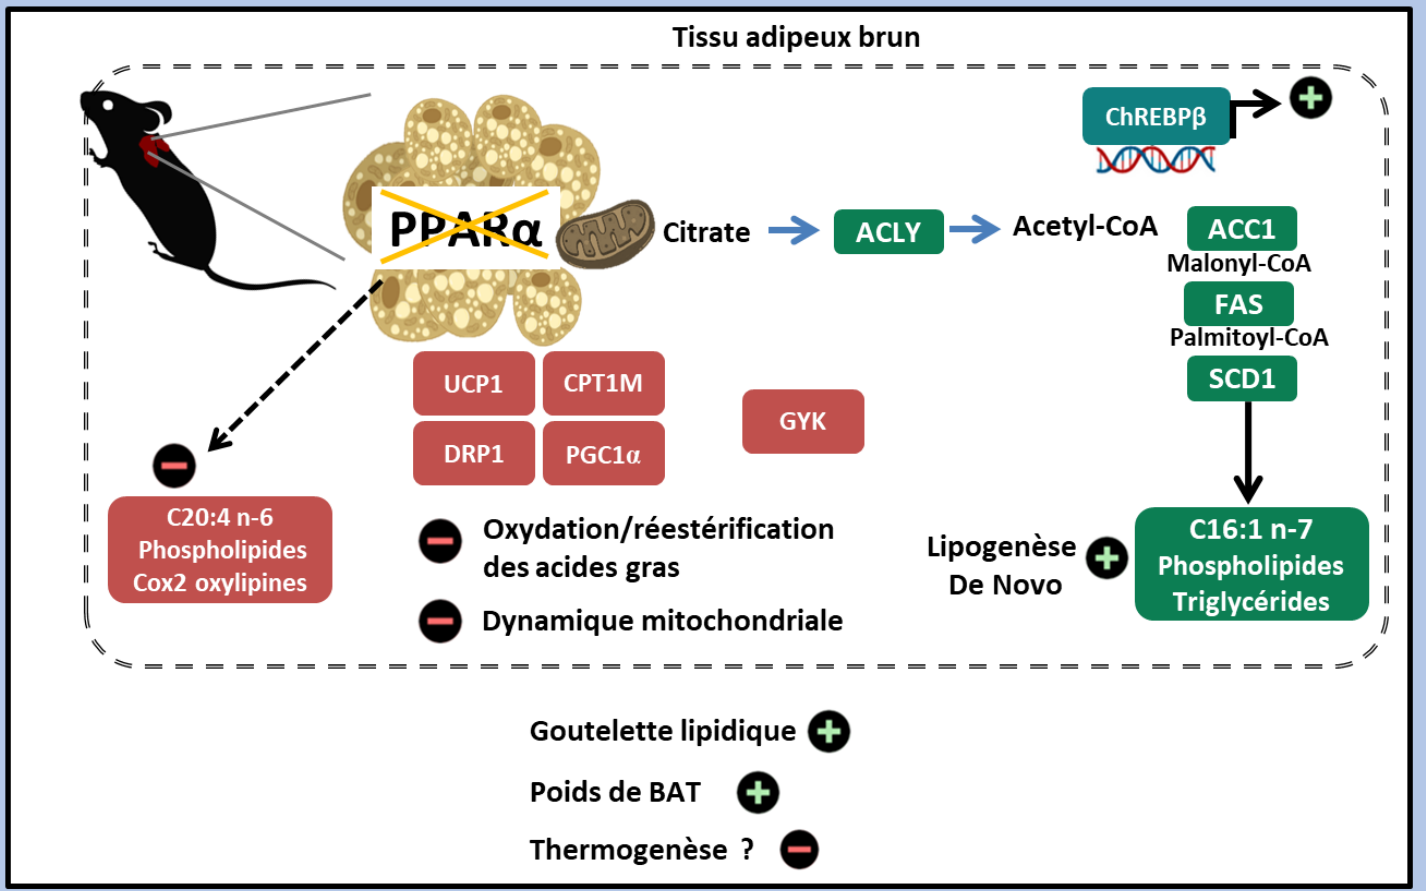 Tissu adipeux brun
ChREBPβ
PPARα
Citrate
ACLY
Acetyl-CoA
ACC1
Malonyl-CoA
FAS
Palmitoyl-CoA
SCD1
UCP1
CPT1M
DRP1
PGC1α
GYK
C20:4 n-6
Phospholipides
Cox2 oxylipines
Oxydation/réestérification
des acides gras
Dynamique mitochondriale
Lipogenèse
De Novo
C16:1 n-7
Phospholipides
Triglycérides
Goutelette lipidique
Poids de BAT
Thermogenèse ?